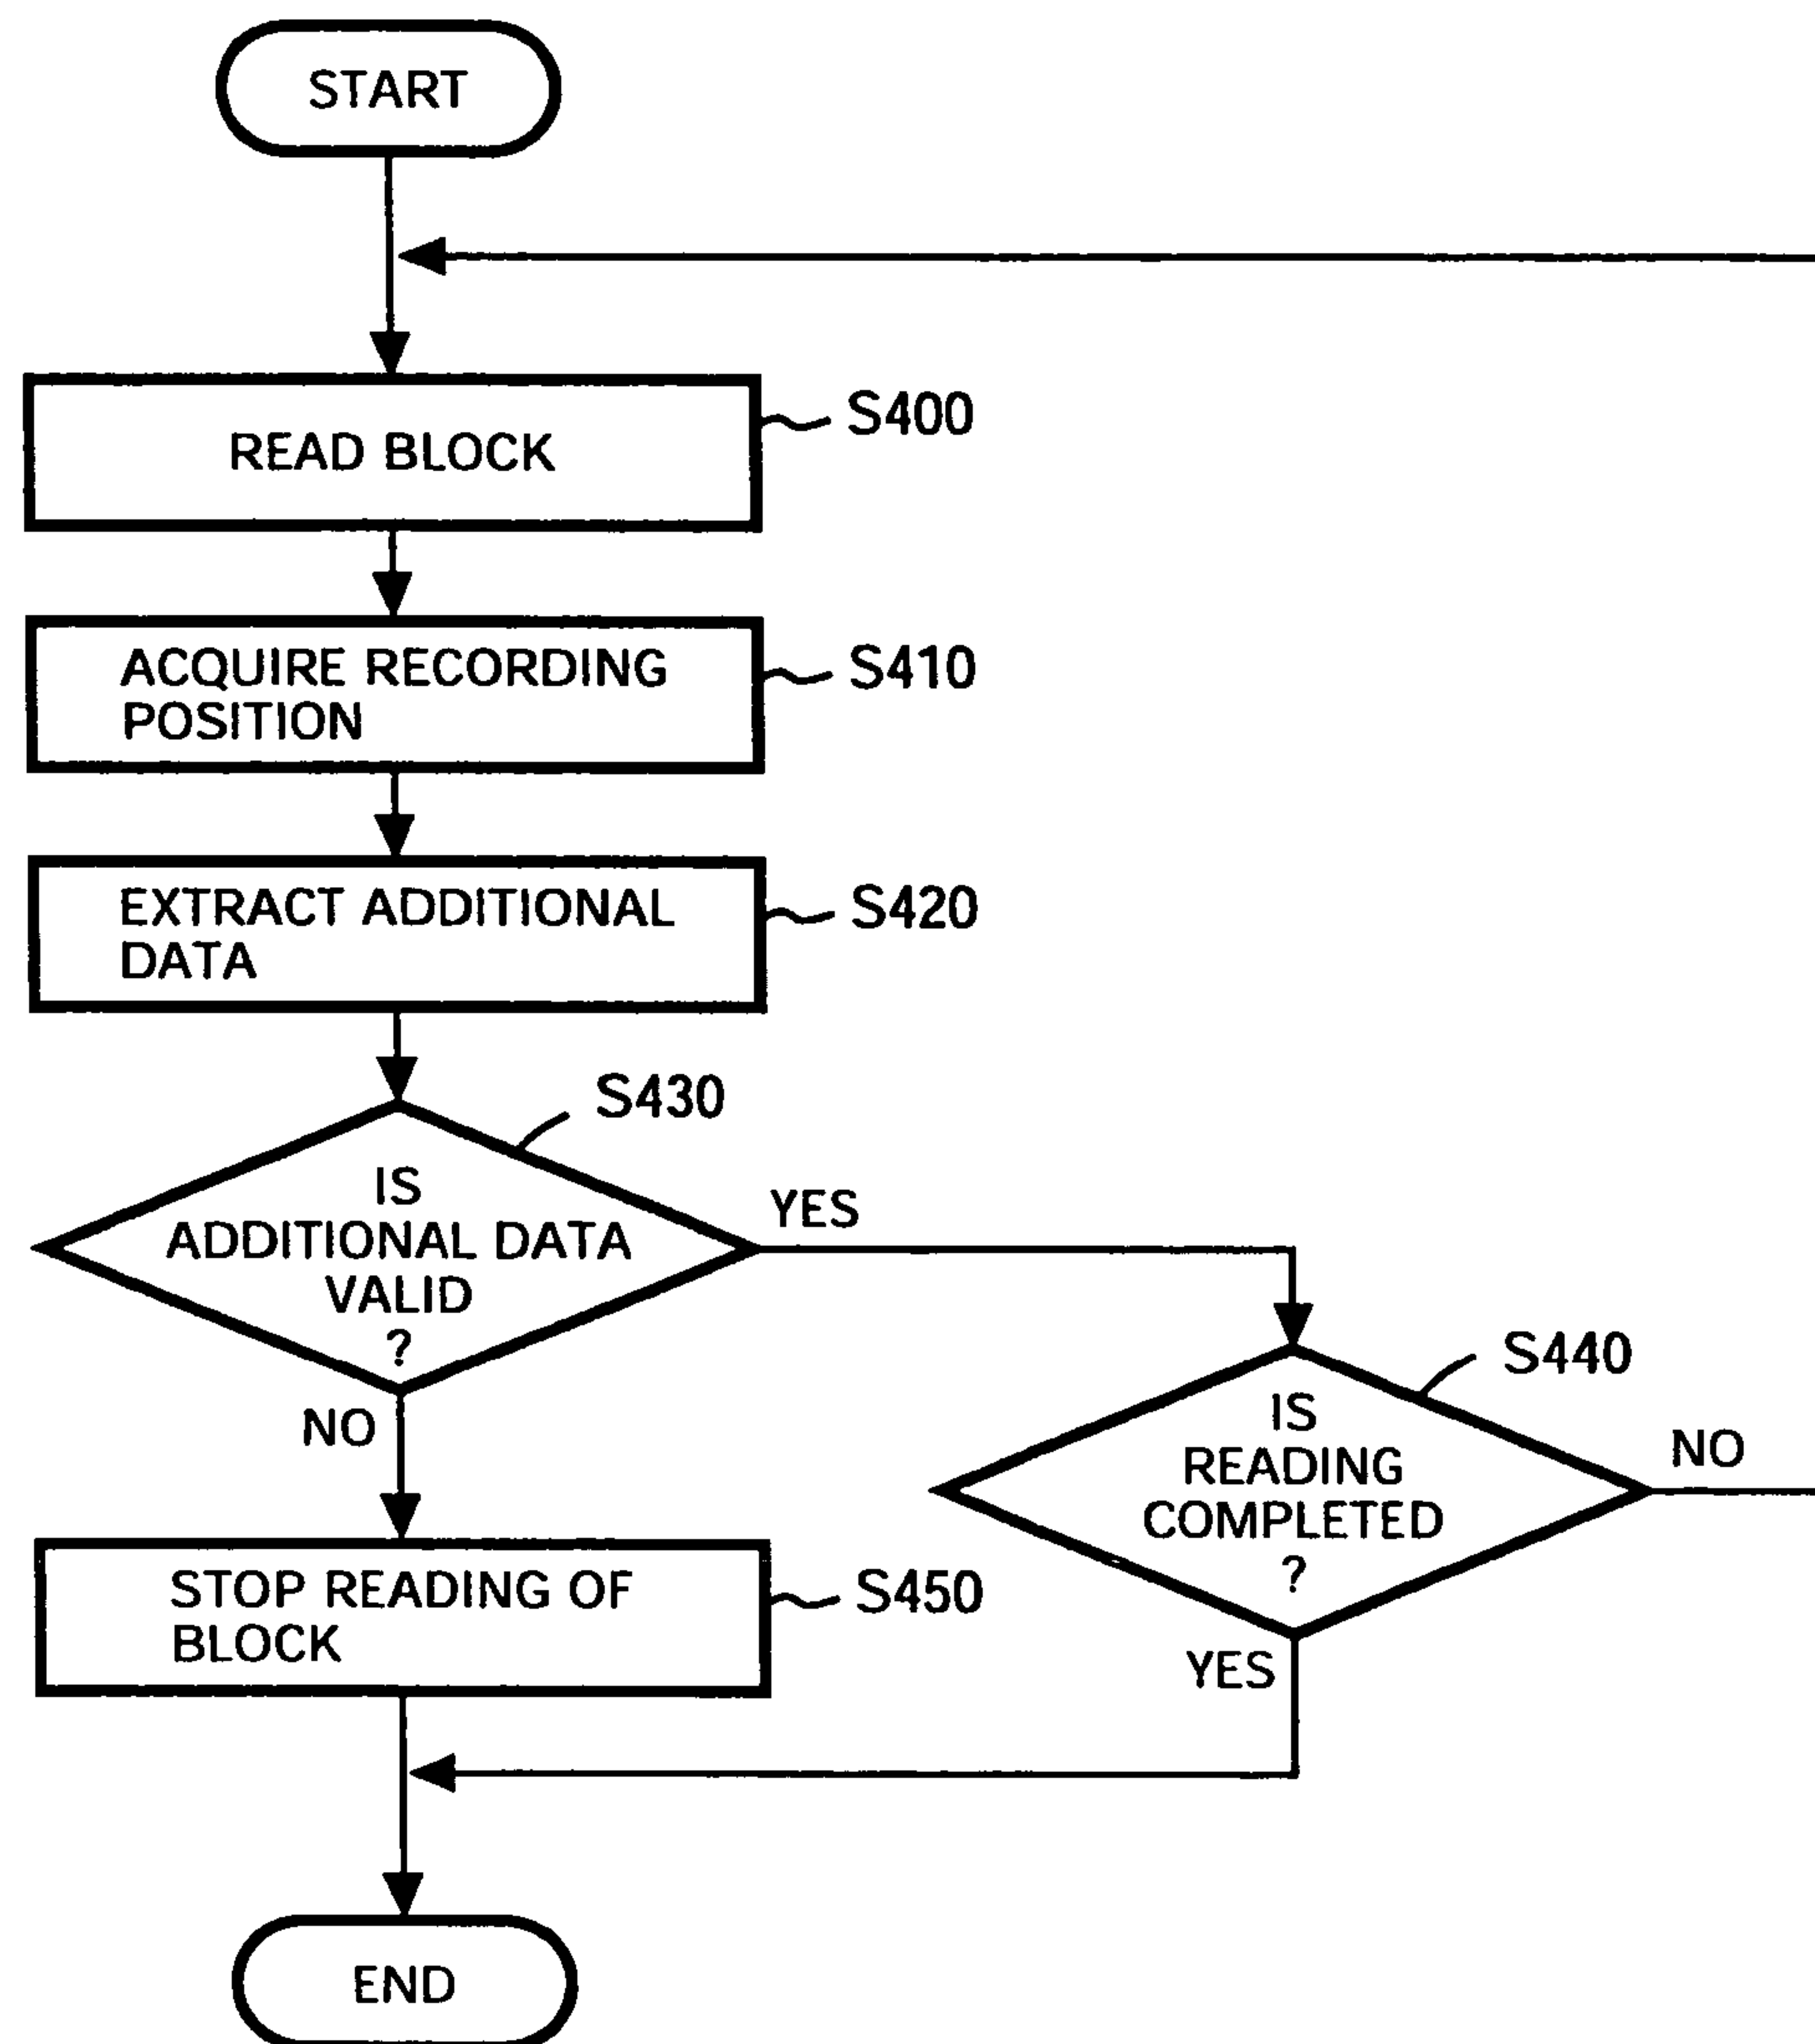 START
READ BLOCK
S400
ACQUIRE RECORDING
POSITION
S410
EXTRACT ADDITIONAL
DATA
S420
S430
IS
ADDITIONAL DATA
VALID
?
YES
NO
S440
IS
READING
COMPLETED
?
NO
YES
STOP READING OF
BLOCK
S450
END